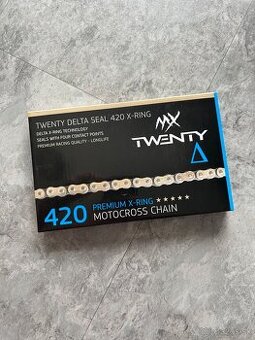 TWENTY DELTA SEAL 420 X-RING
DELTA X-RING TECHNOLOGY
SEALS WITH FOUR CONTACT POINTS
PREMIUM RACING QUALITY - LONGLIFE
MX
TWENTY
420
PREMIUM X-RING ★★★★★
MOTOCROSS CHAIN